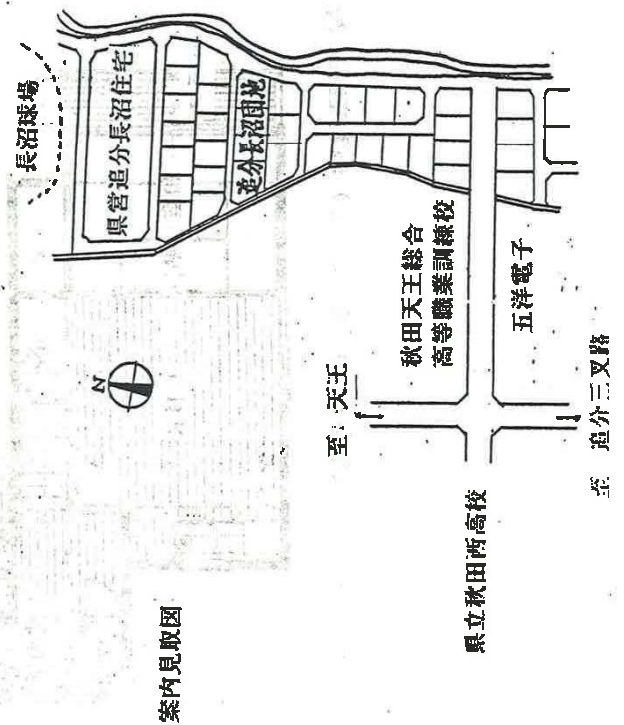 案内見取図
長沼球場
県営追分長沼住宅
追分長沼団地
N
至 天王
秋田天王総合
高等職業訓練校
五洋電子
県立秋田西高校
至 追分三叉路